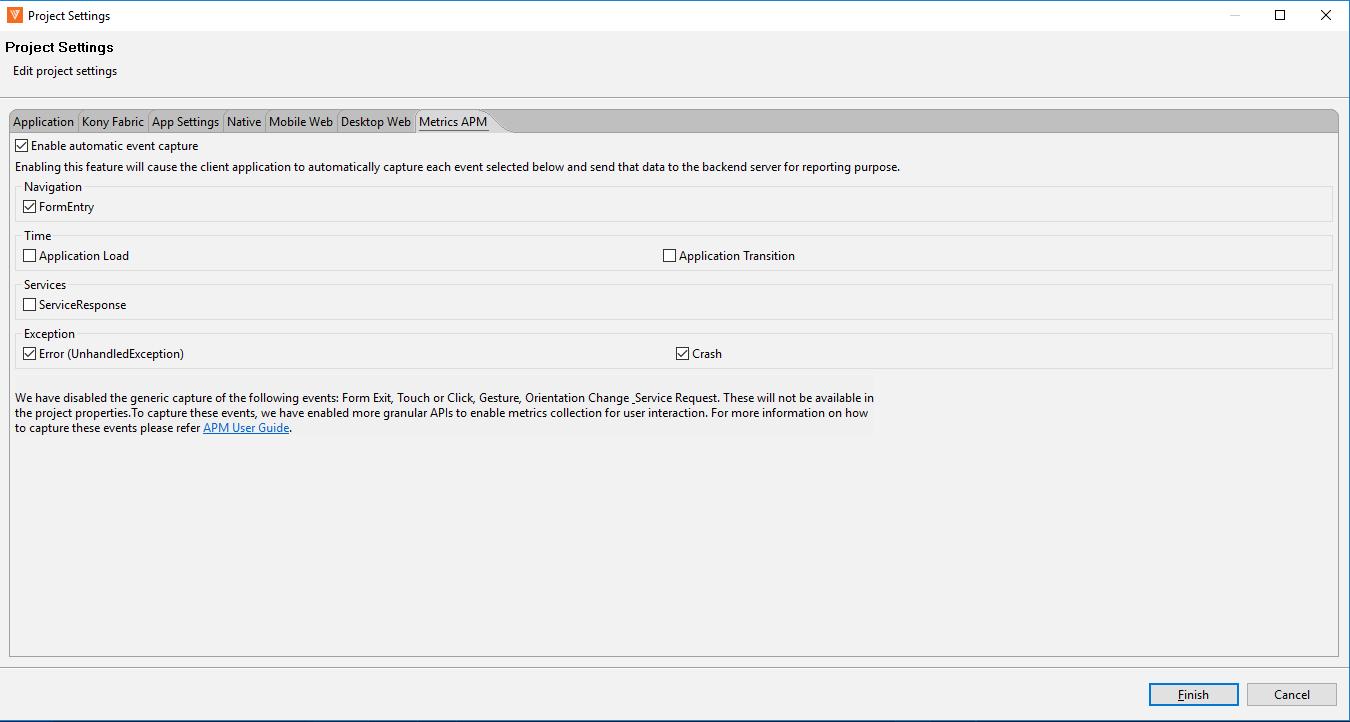 Project Settings
Project Settings
Edit project settings
Application Kony Fabric App Settings Native Mobile Web Desktop Web Metrics APM
Enable automatic event capture
Enabling this feature will cause the client application to automatically capture each event selected below and send that data to the backend server for reporting purpose.
Navigation
FormEntry
Time
Application Load Application Transition
Services
ServiceResponse
Exception
Error (UnhandledException) Crash
We have disabled the generic capture of the following events: Form Exit, Touch or Click, Gesture, Orientation Change _Service Request. These will not be available in
the project properties.To capture these events, we have enabled more granular APIs to enable metrics collection for user interaction. For more information on how
to capture these events please refer APM User Guide.
Finish Cancel